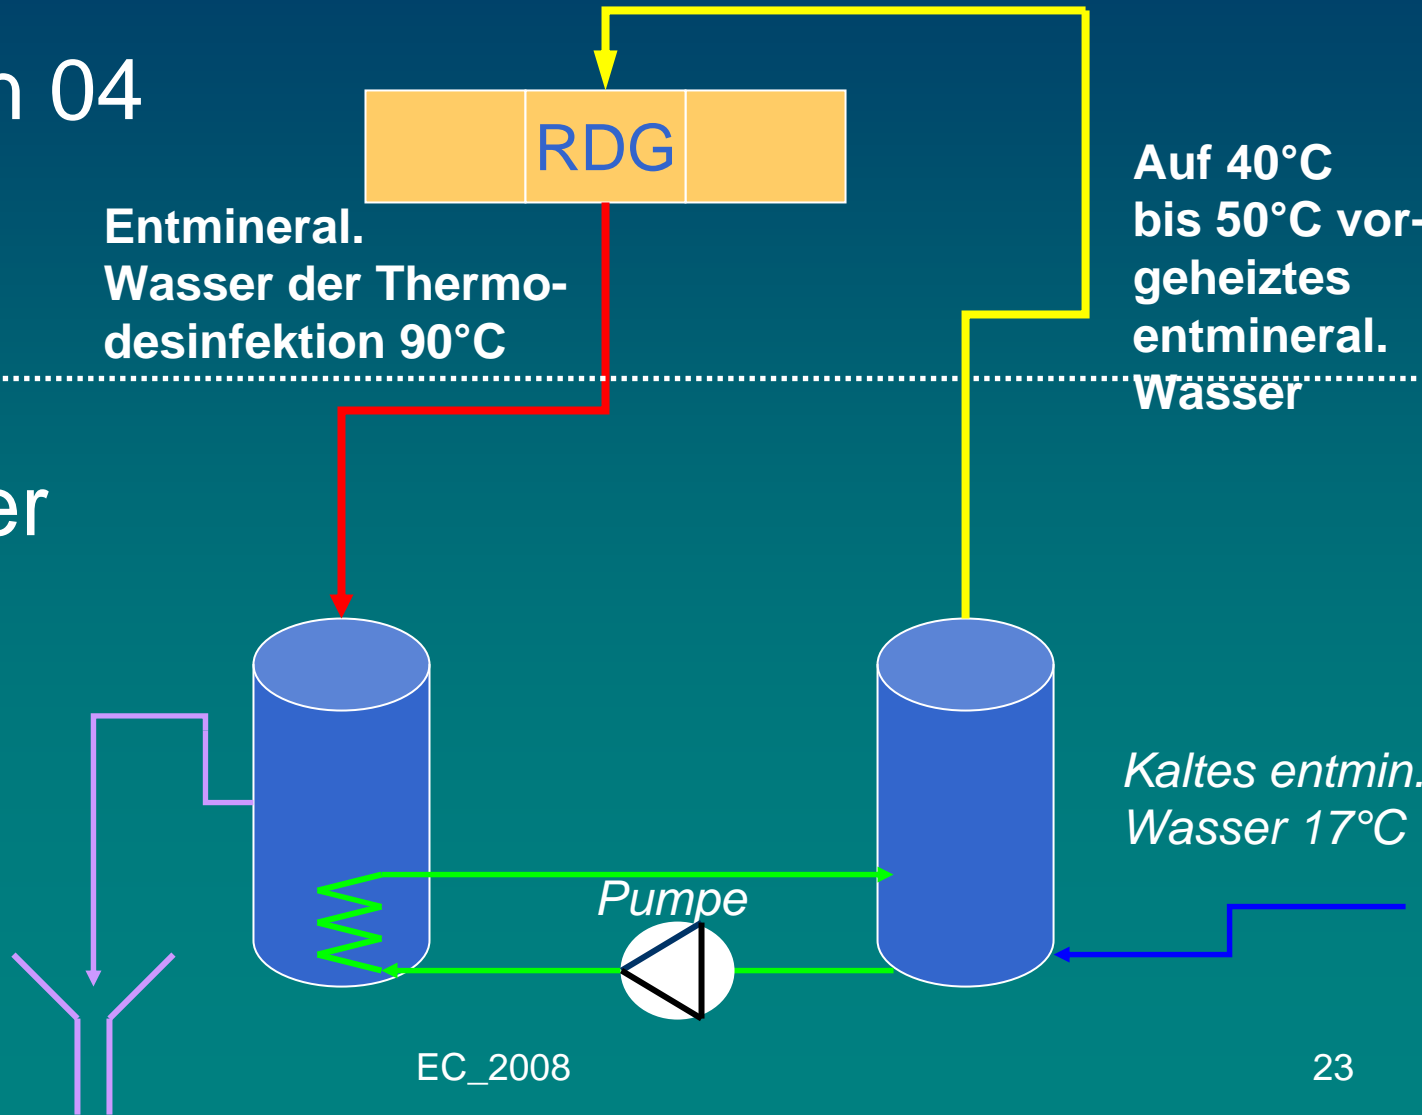 n 04
RDG
Entmineral.
Wasser der Thermo-
desinfektion 90°C
Auf 40°C
bis 50°C vor-
geheiztes
entmineral.
Wasser
er
Kaltes entmin.
Wasser 17°C
Pumpe
EC_2008
23